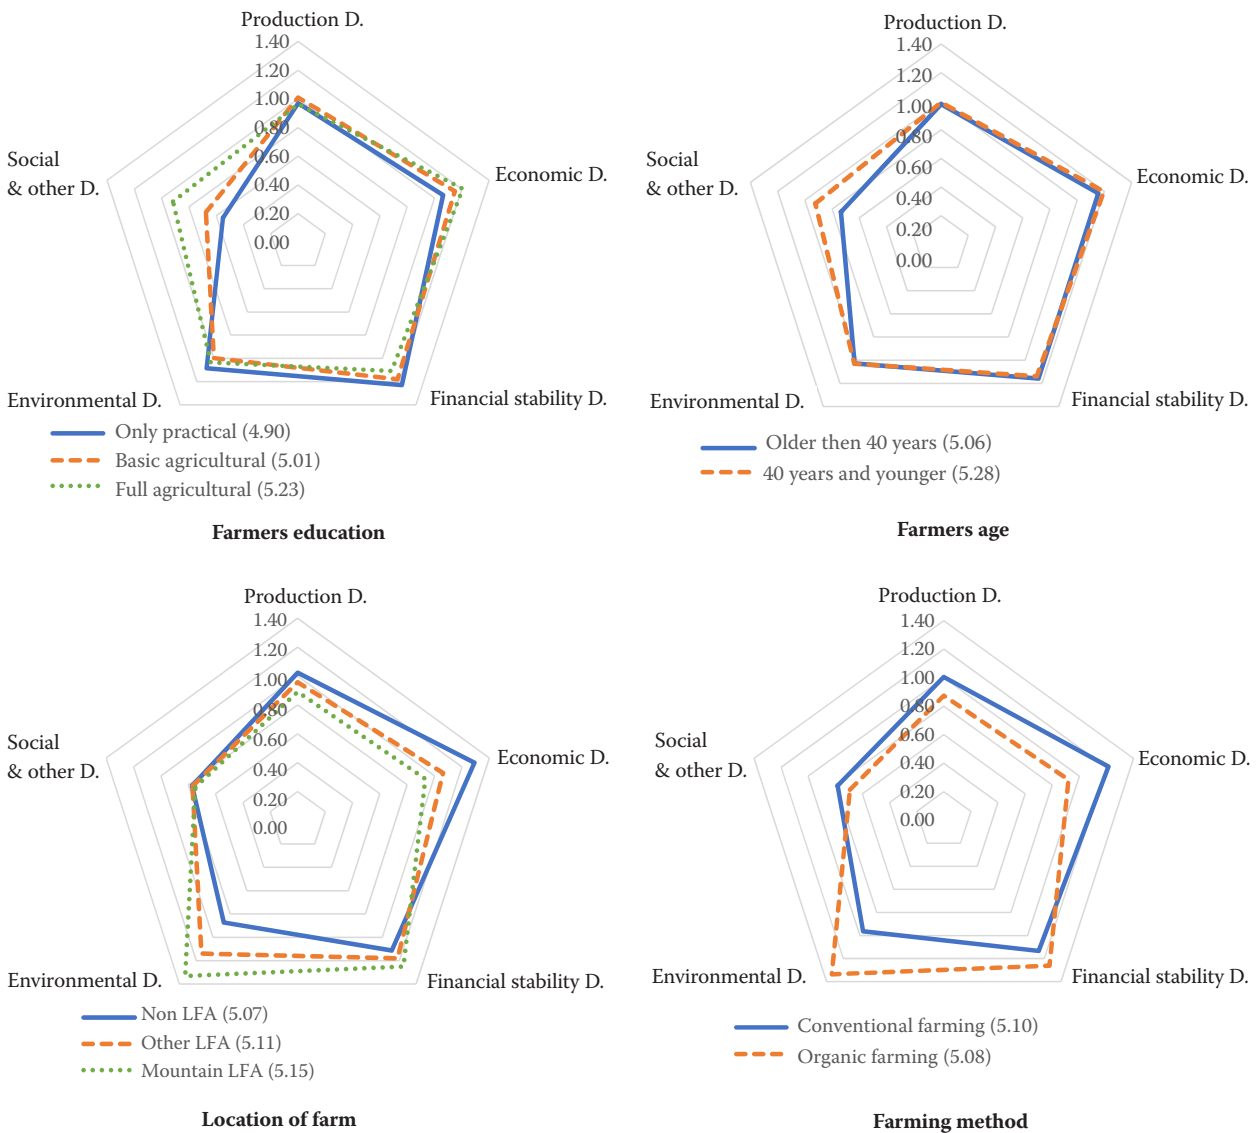 Production D.
1.40
1.20
1.00
0.80
0.60
0.40
0.20
0.00
Social
& other D.
Economic D.
Environmental D.
Financial stability D.
Only practical (4.90)
Basic agricultural (5.01)
Full agricultural (5.23)
Farmers education
Production D.
1.40
1.20
1.00
0.80
0.60
0.40
0.20
0.00
Social
& other D.
Economic D.
Environmental D.
Financial stability D.
Older then 40 years (5.06)
40 years and younger (5.28)
Farmers age
Production D.
1.40
1.20
1.00
0.80
0.60
0.40
0.20
0.00
Social
& other D.
Economic D.
Environmental D.
Financial stability D.
Non LFA (5.07)
Other LFA (5.11)
Mountain LFA (5.15)
Location of farm
Production D.
1.40
1.20
1.00
0.80
0.60
0.40
0.20
0.00
Social
& other D.
Economic D.
Environmental D.
Financial stability D.
Conventional farming (5.10)
Organic farming (5.08)
Farming method